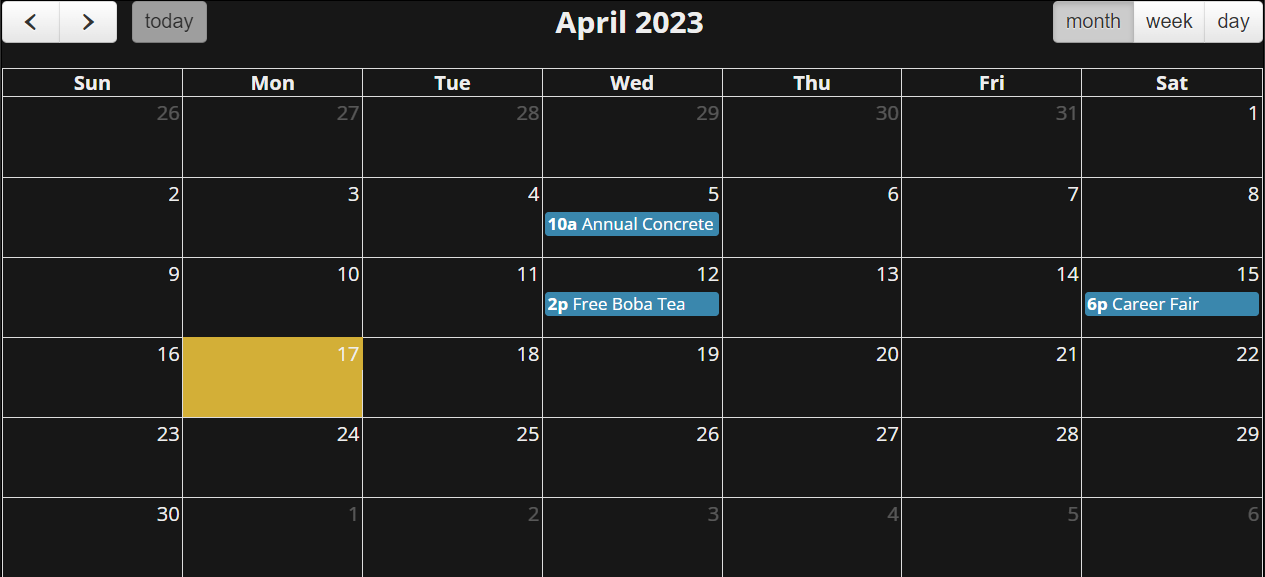 today April 2023 month week day
Sun Mon Tue Wed Thu Fri Sat
26 27 28 29 30 31 1
2 3 4 5 6 7 8
10a Annual Concrete
9 10 11 12 13 14 15
2p Free Boba Tea 6p Career Fair
16 17 18 19 20 21 22
23 24 25 26 27 28 29
30 1 2 3 4 5 6